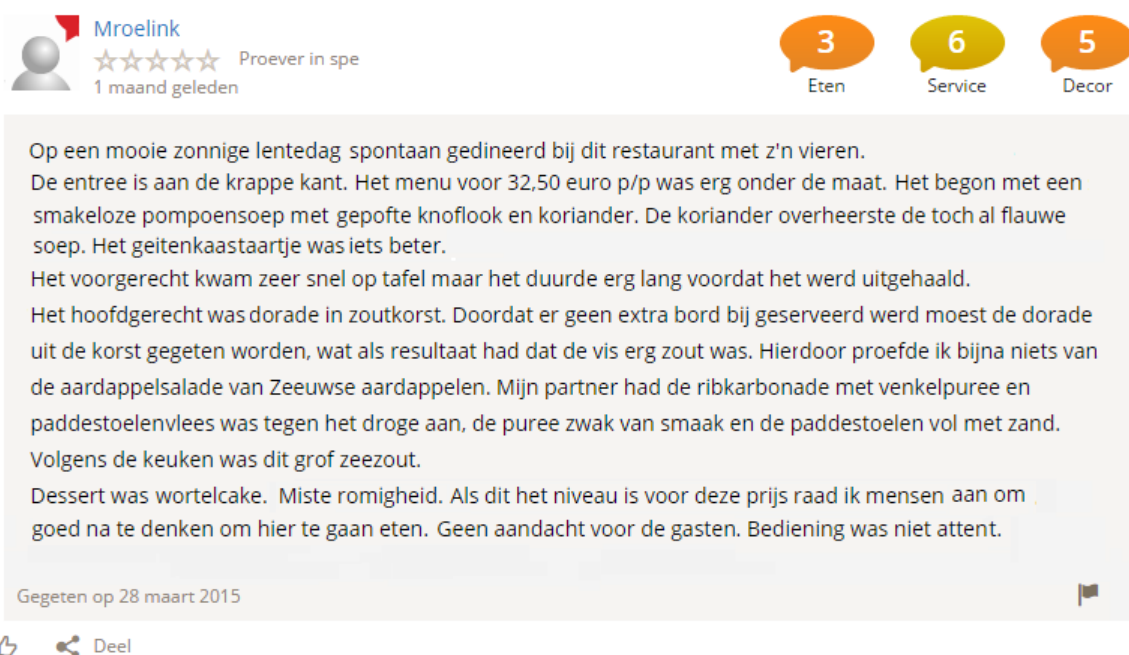 Mroelink
Proever in spe
1 maand geleden
3 6 5
Eten Service Decor
Op een mooie zonnige lentedag spontaan gedineerd bij dit restaurant met z'n vieren.
De entree is aan de krappe kant. Het menu voor 32,50 euro p/p was erg onder de maat. Het begon met een
smakeloze pompoensoep met gepofte knoflook en koriander. De koriander overheerste de toch al flauwe
soep. Het geitenkaastaartje was iets beter.
Het voorgerecht kwam zeer snel op tafel maar het duurde erg lang voordat het werd uitgehaald.
Het hoofdgerecht was dorade in zoutkorst. Doordat er geen extra bord bij geserveerd werd moest de dorade
uit de korst gegeten worden, wat als resultaat had dat de vis erg zout was. Hierdoor proefde ik bijna niets van
de aardappelsalade van Zeeuwse aardappelen. Mijn partner had de ribkarbonade met venkelpuree en
paddestoelenvlees was tegen het droge aan, de puree zwak van smaak en de paddestoelen vol met zand.
Volgens de keuken was dit grof zeezout.
Dessert was wortelcake. Miste romigheid. Als dit het niveau is voor deze prijs raad ik mensen aan om
goed na te denken om hier te gaan eten. Geen aandacht voor de gasten. Bediening was niet attent.
Gegeten op 28 maart 2015
Deel